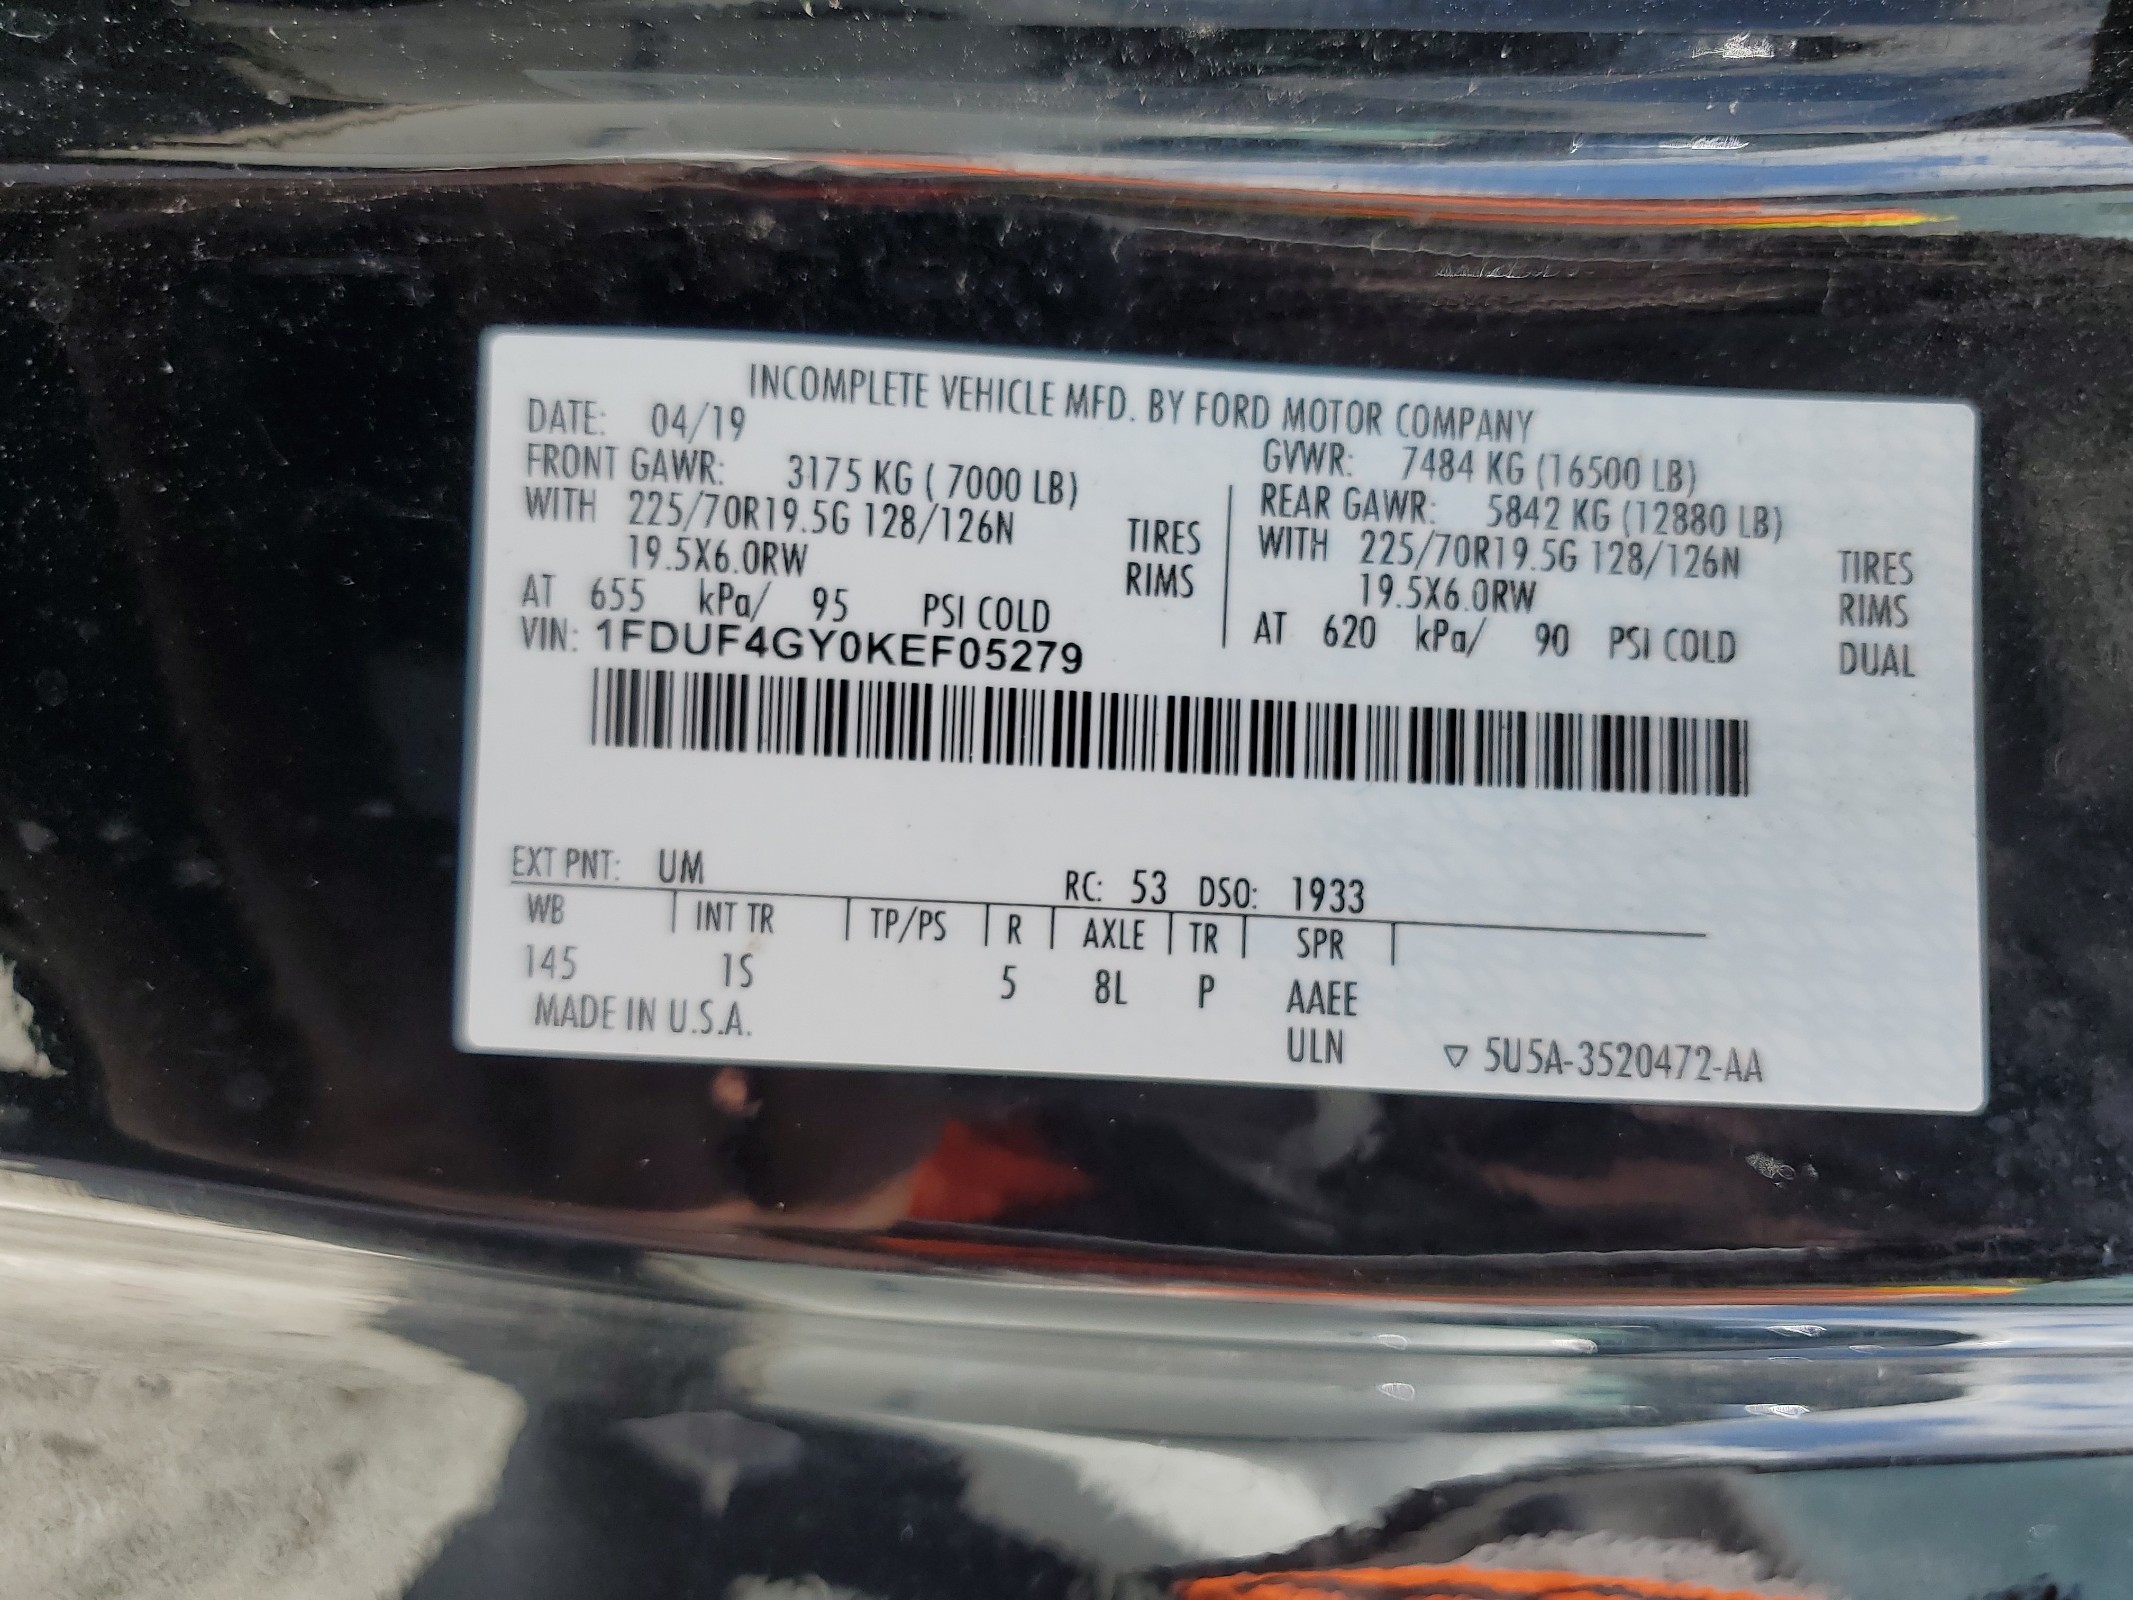 INCOMPLETE VEHICLE MFD. BY FORD MOTOR COMPANY
DATE: 04/19
GVWR: 7484 KG (16500 LB)
FRONT GAWR: 3175 KG ( 7000 LB)
WITH 225/70R19.5G 128/126N TIRES
19.5X6.0RW RIMS
AT 655 kPa/ 95 PSI COLD
REAR GAWR: 5842 KG (12880 LB)
WITH 225/70R19.5G 128/126N TIRES
19.5X6.0RW RIMS
AT 620 kPa/ 90 PSI COLD DUAL
VIN: 1FDUF4GY0KEF05279
EXT PNT: UM RC: 53 DSO: 1933
WB INT TR TP/PS R AXLE TR SPR
145 1S 5 8L P AAEE
MADE IN U.S.A. ULN ▽ 5U5A-3520472-AA